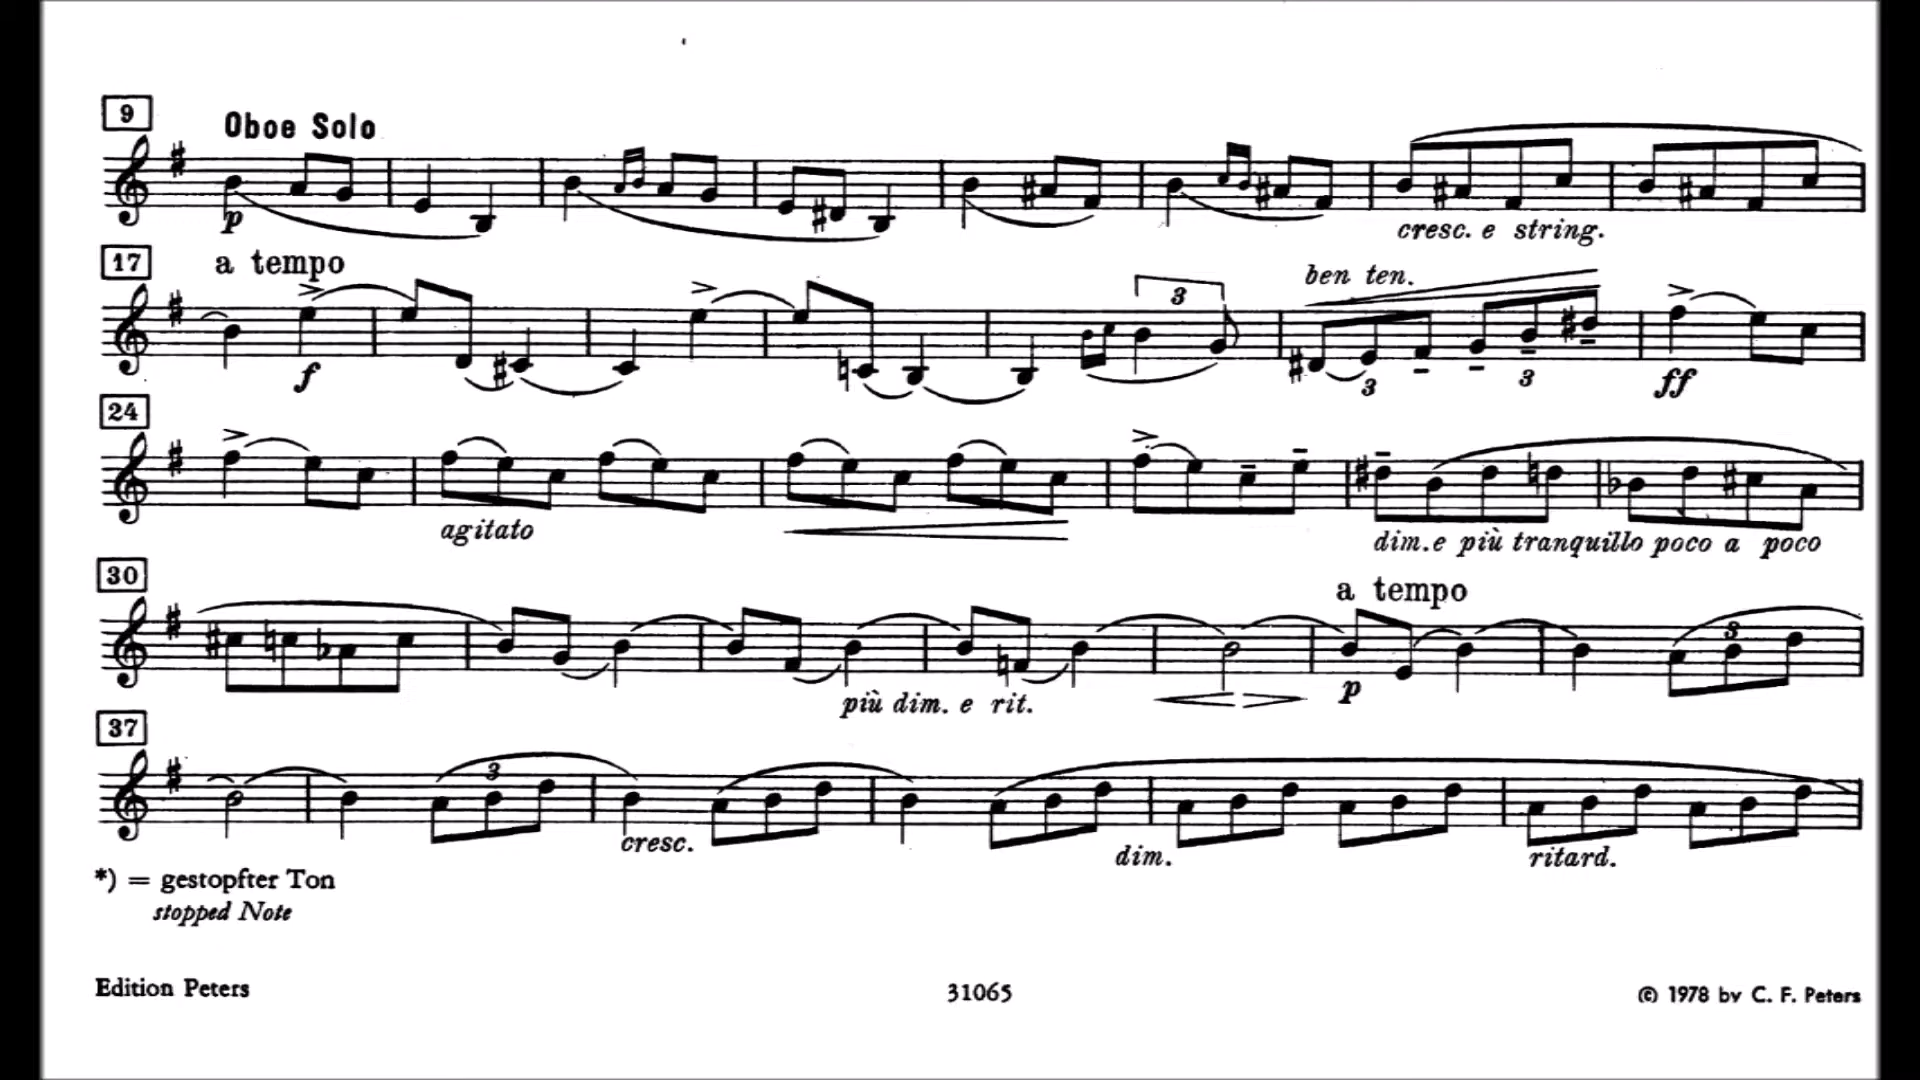 9
Oboe Solo
p
cresc. e string.
17
a tempo
f
3
ben ten.
3
3
ff
24
agitato
dim.e più tranquillo poco a poco
30
più dim. e rit.
a tempo
p
3
37
3
cresc.
dim.
ritard.
*) = gestopfter Ton
stopped Note
Edition Peters
31065
© 1978 by C. F. Peters